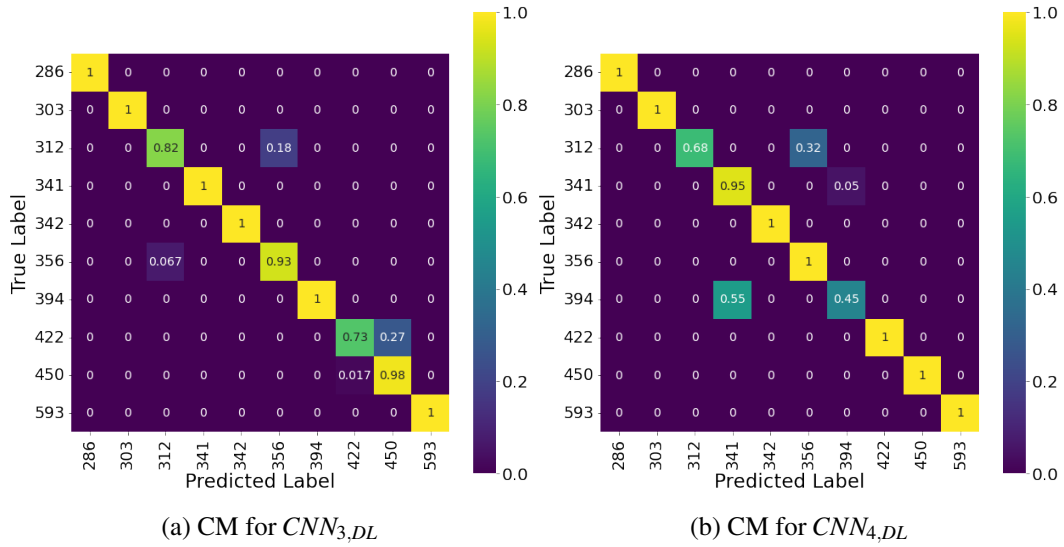 286 1 0 0 0 0 0 0 0 0 0
303 0 1 0 0 0 0 0 0 0 0
312 0 0 0.82 0 0 0.18 0 0 0 0
341 0 0 0 1 0 0 0 0 0 0
342 0 0 0 0 1 0 0 0 0 0
356 0 0 0.067 0 0 0.93 0 0 0 0
394 0 0 0 0 0 0 1 0 0 0
422 0 0 0 0 0 0 0 0.73 0.27 0
450 0 0 0 0 0 0 0 0.017 0.98 0
593 0 0 0 0 0 0 0 0 0 1
True Label
286 303 312 341 342 356 394 422 450 593
Predicted Label
1.0
0.8
0.6
0.4
0.2
0.0
(a) CM for CNN3,DL
286 1 0 0 0 0 0 0 0 0 0
303 0 1 0 0 0 0 0 0 0 0
312 0 0 0.68 0 0 0.32 0 0 0 0
341 0 0 0 0.95 0 0 0.05 0 0 0
342 0 0 0 0 1 0 0 0 0 0
356 0 0 0 0 0 1 0 0 0 0
394 0 0 0 0.55 0 0 0.45 0 0 0
422 0 0 0 0 0 0 0 1 0 0
450 0 0 0 0 0 0 0 0 1 0
593 0 0 0 0 0 0 0 0 0 1
True Label
286 303 312 341 342 356 394 422 450 593
Predicted Label
1.0
0.8
0.6
0.4
0.2
0.0
(b) CM for CNN4,DL